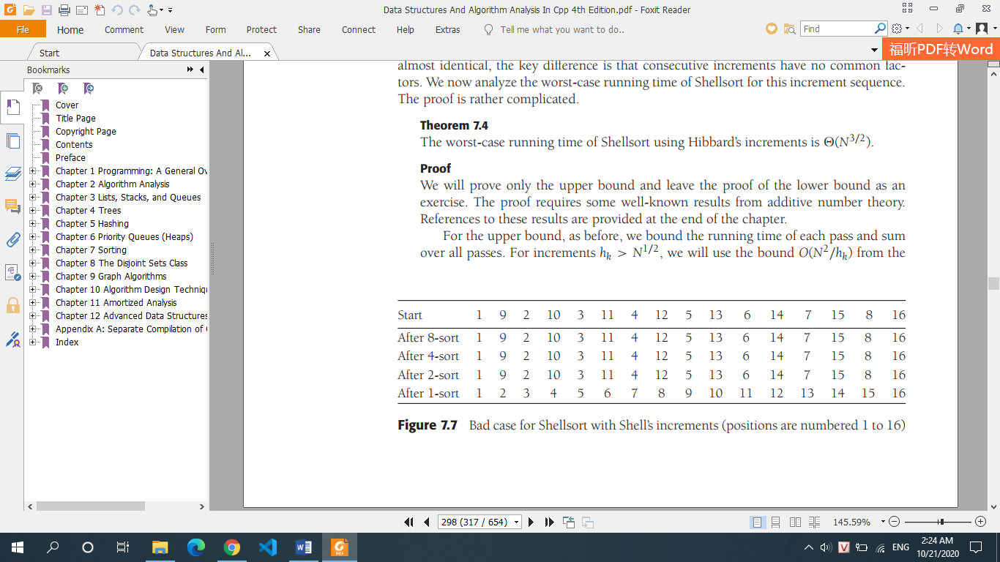 Data Structures And Algorithm Analysis In Cpp 4th Edition.pdf - Foxit Reader
File Home Comment View Form Protect Share Connect Help Extras Tell me what you want to do.. Find
Start Data Structures And Al... 福昕PDF转Word
Bookmarks
Cover
Title Page
Copyright Page
Contents
Preface
Chapter 1 Programming: A General Ov
Chapter 2 Algorithm Analysis
Chapter 3 Lists, Stacks, and Queues
Chapter 4 Trees
Chapter 5 Hashing
Chapter 6 Priority Queues (Heaps)
Chapter 7 Sorting
Chapter 8 The Disjoint Sets Class
Chapter 9 Graph Algorithms
Chapter 10 Algorithm Design Techniqu
Chapter 11 Amortized Analysis
Chapter 12 Advanced Data Structures
Appendix A: Separate Compilation of
Index
almost identical, the key difference is that consecutive increments have no common fac-
tors. We now analyze the worst-case running time of Shellsort for this increment sequence.
The proof is rather complicated.
Theorem 7.4
The worst-case running time of Shellsort using Hibbard's increments is Θ(N^3/2).
Proof
We will prove only the upper bound and leave the proof of the lower bound as an
exercise. The proof requires some well-known results from additive number theory.
References to these results are provided at the end of the chapter.
For the upper bound, as before, we bound the running time of each pass and sum
over all passes. For increments h_k > N^1/2, we will use the bound O(N^2/h_k) from the
Start 1 9 2 10 3 11 4 12 5 13 6 14 7 15 8 16
After 8-sort 1 9 2 10 3 11 4 12 5 13 6 14 7 15 8 16
After 4-sort 1 9 2 10 3 11 4 12 5 13 6 14 7 15 8 16
After 2-sort 1 9 2 10 3 11 4 12 5 13 6 14 7 15 8 16
After 1-sort 1 2 3 4 5 6 7 8 9 10 11 12 13 14 15 16
Figure 7.7 Bad case for Shellsort with Shell's increments (positions are numbered 1 to 16)
298 (317 / 654) 145.59%
ENG 2:24 AM
10/21/2020